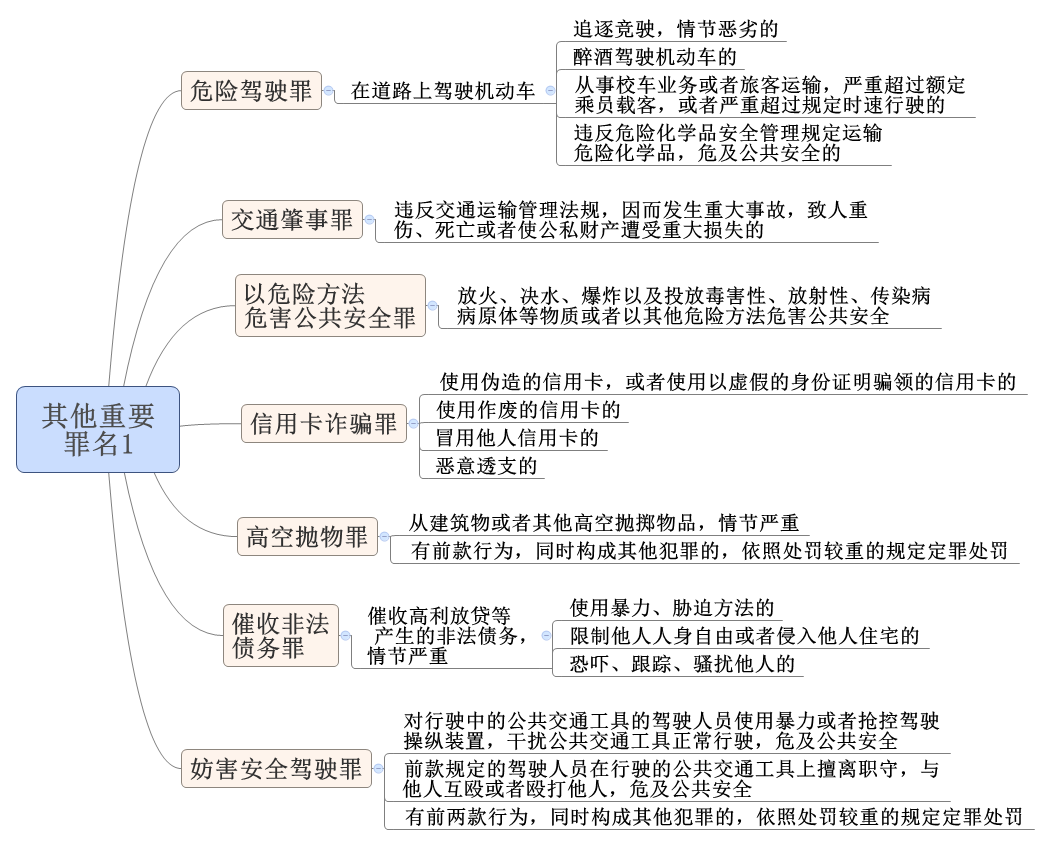 其他重要
罪名1
危险驾驶罪
在道路上驾驶机动车
追逐竞驶，情节恶劣的
醉酒驾驶机动车的
从事校车业务或者旅客运输，严重超过额定
乘员载客，或者严重超过规定时速行驶的
违反危险化学品安全管理规定运输
危险化学品，危及公共安全的
交通肇事罪
违反交通运输管理法规，因而发生重大事故，致人重
伤、死亡或者使公私财产遭受重大损失的
以危险方法
危害公共安全罪
放火、决水、爆炸以及投放毒害性、放射性、传染病
病原体等物质或者以其他危险方法危害公共安全
信用卡诈骗罪
使用伪造的信用卡，或者使用以虚假的身份证明骗领的信用卡的
使用作废的信用卡的
冒用他人信用卡的
恶意透支的
高空抛物罪
从建筑物或者其他高空抛掷物品，情节严重
有前款行为，同时构成其他犯罪的，依照处罚较重的规定定罪处罚
催收非法
债务罪
催收高利放贷等
产生的非法债务，
情节严重
使用暴力、胁迫方法的
限制他人人身自由或者侵入他人住宅的
恐吓、跟踪、骚扰他人的
妨害安全驾驶罪
对行驶中的公共交通工具的驾驶人员使用暴力或者抢控驾驶
操纵装置，干扰公共交通工具正常行驶，危及公共安全
前款规定的驾驶人员在行驶的公共交通工具上擅离职守，与
他人互殴或者殴打他人，危及公共安全
有前两款行为，同时构成其他犯罪的，依照处罚较重的规定定罪处罚